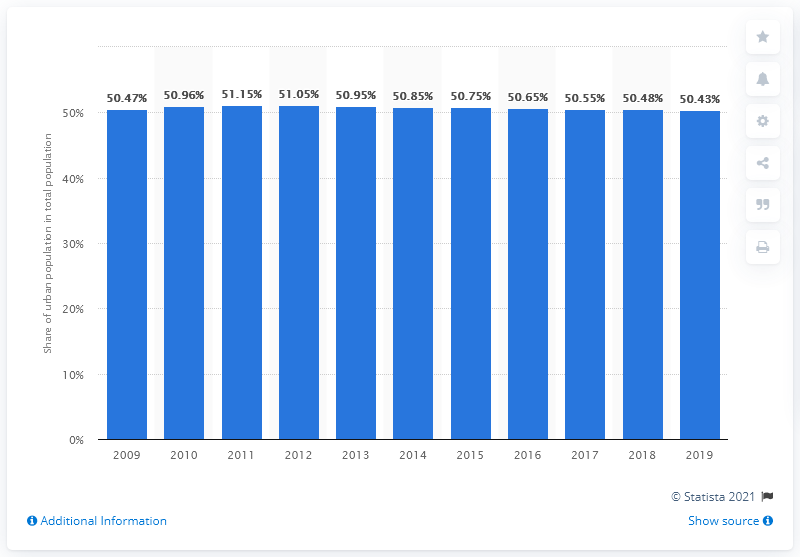 50.47% 50.96% 51.15% 51.05% 50.95% 50.85% 50.75% 50.65% 50.55% 50.48% 50.43%
Share of urban population in total population
50%
40%
30%
20%
10%
0%
2009 2010 2011 2012 2013 2014 2015 2016 2017 2018 2019
© Statista 2021
Additional Information
Show source